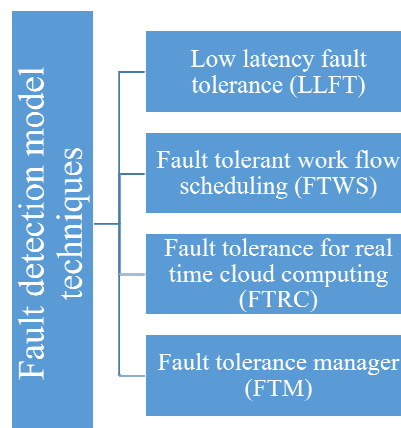 Fault detection model
techniques
Low latency fault
tolerance (LLFT)
Fault tolerant work flow
scheduling (FTWS)
Fault tolerance for real
time cloud computing
(FTRC)
Fault tolerance manager
(FTM)